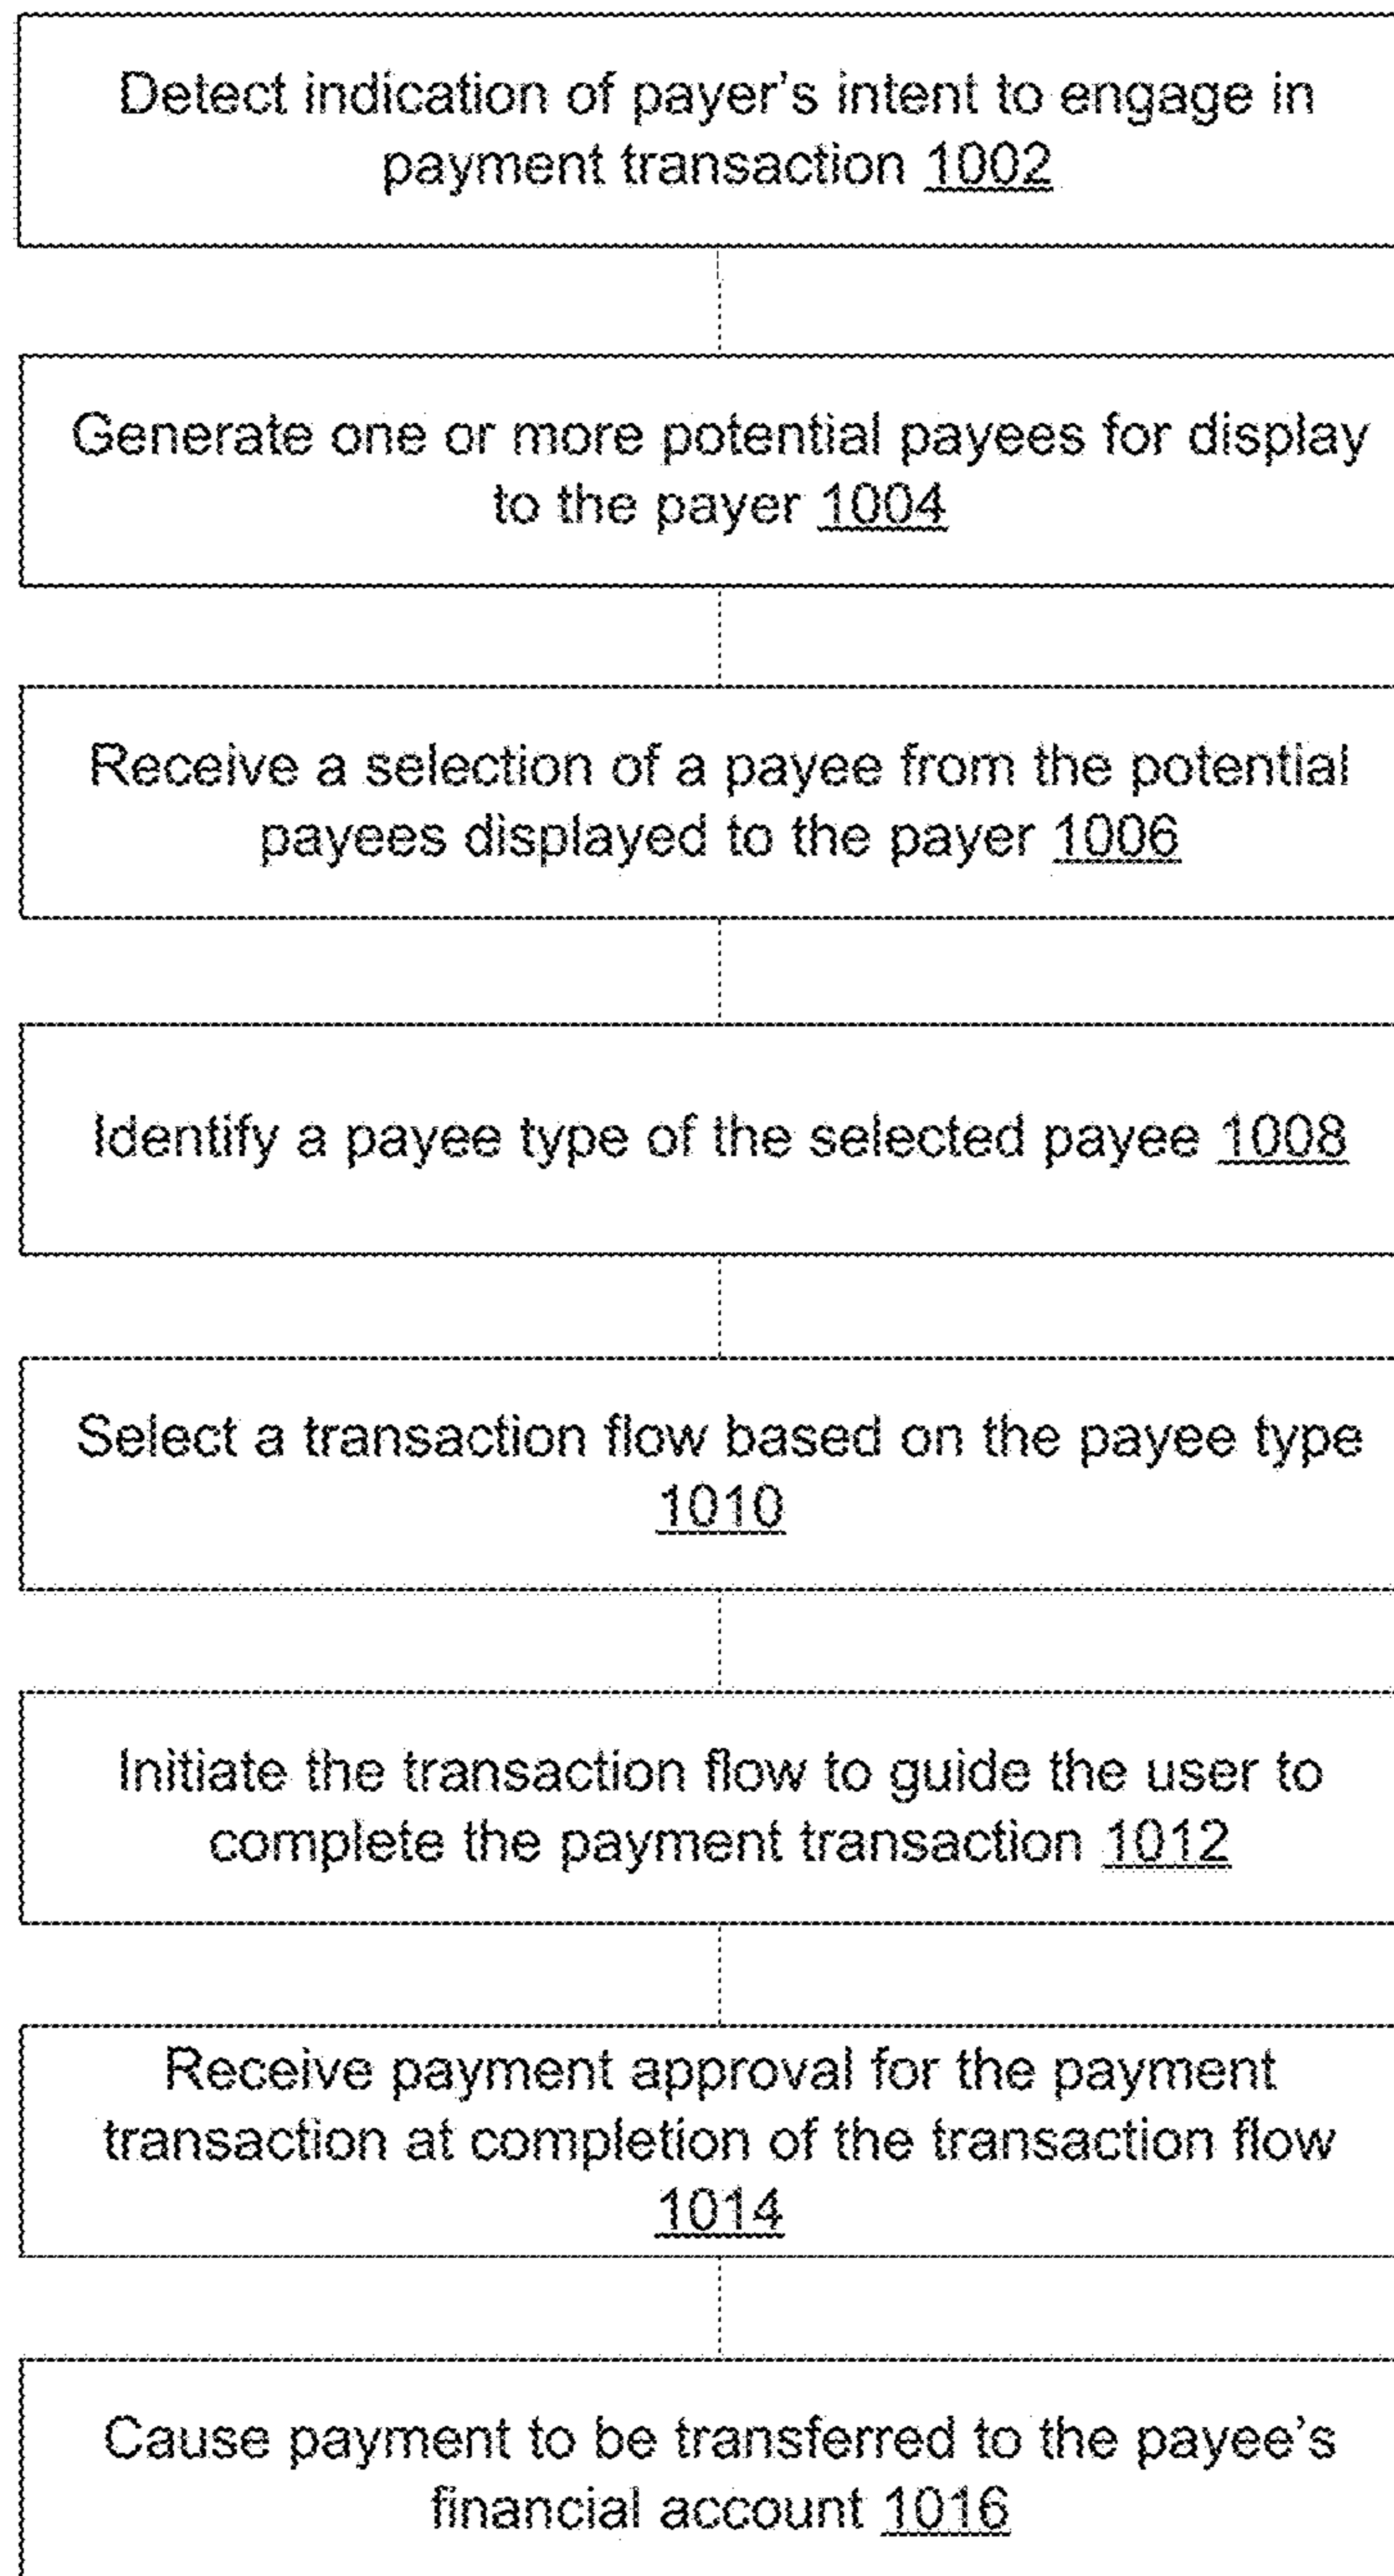 Detect indication of payer's intent to engage in
payment transaction 1002
Generate one or more potential payees for display
to the payer 1004
Receive a selection of a payee from the potential
payees displayed to the payer 1006
Identify a payee type of the selected payee 1008
Select a transaction flow based on the payee type
1010
Initiate the transaction flow to guide the user to
complete the payment transaction 1012
Receive payment approval for the payment
transaction at completion of the transaction flow
1014
Cause payment to be transferred to the payee's
financial account 1016